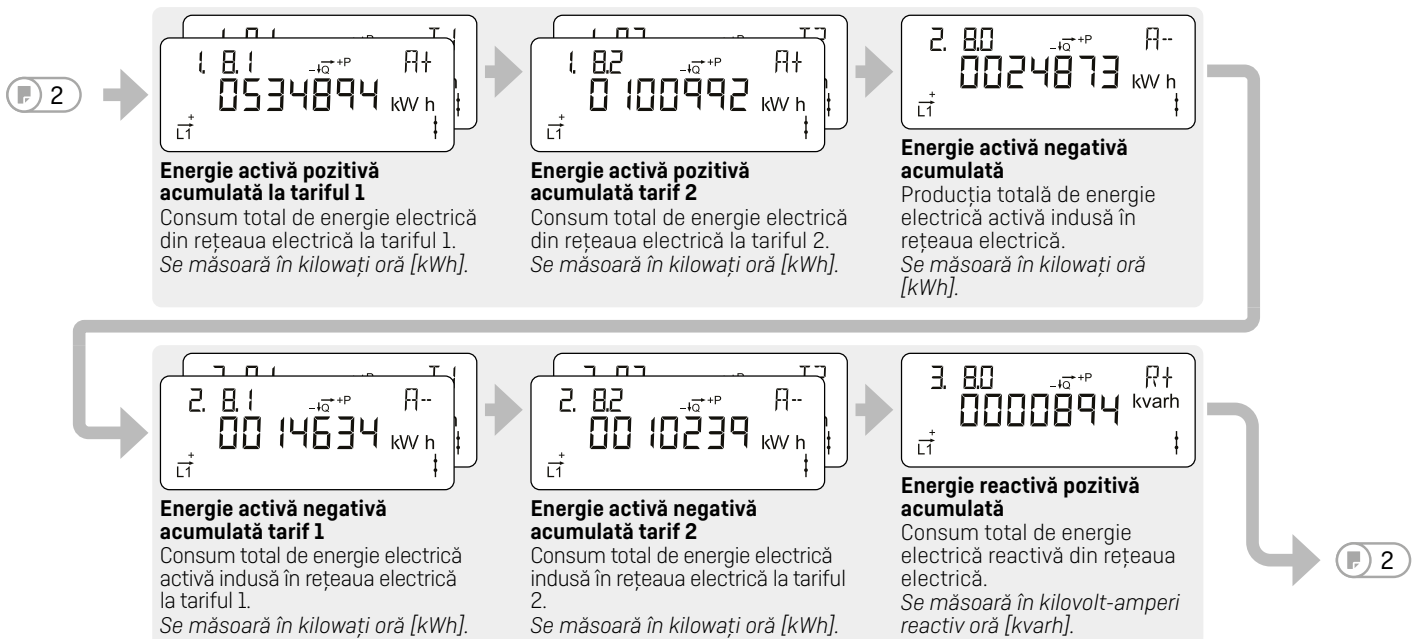 2
1. 8.1 -Q +P A+
0534894 kW h
L1 +
Energie activă pozitivă
acumulată la tariful 1
Consum total de energie electrică
din rețeaua electrică la tariful 1.
Se măsoară în kilowați oră [kWh].
1. 8.2 -Q +P A+
0100992 kW h
L1 +
Energie activă pozitivă
acumulată tarif 2
Consum total de energie electrică
din rețeaua electrică la tariful 2.
Se măsoară în kilowați oră [kWh].
2. 8.0 -Q +P A--
0024873 kW h
L1 +
Energie activă negativă
acumulată
Producția totală de energie
electrică activă indusă în
rețeaua electrică.
Se măsoară în kilowați oră
[kWh].
2. 8.1 -Q +P A--
0014634 kW h
L1 +
Energie activă negativă
acumulată tarif 1
Consum total de energie electrică
activă indusă în rețeaua electrică
la tariful 1.
Se măsoară în kilowați oră [kWh].
2. 8.2 -Q +P A--
0010239 kW h
L1 +
Energie activă negativă
acumulată tarif 2
Consum total de energie electrică
indusă în rețeaua electrică la tariful
2.
Se măsoară în kilowați oră [kWh].
3. 8.0 -Q +P R+
0000894 kvarh
L1 +
Energie reactivă pozitivă
acumulată
Consum total de energie
electrică reactivă din rețeaua
electrică.
Se măsoară în kilovolt-amperi
reactiv oră [kvarh].
2